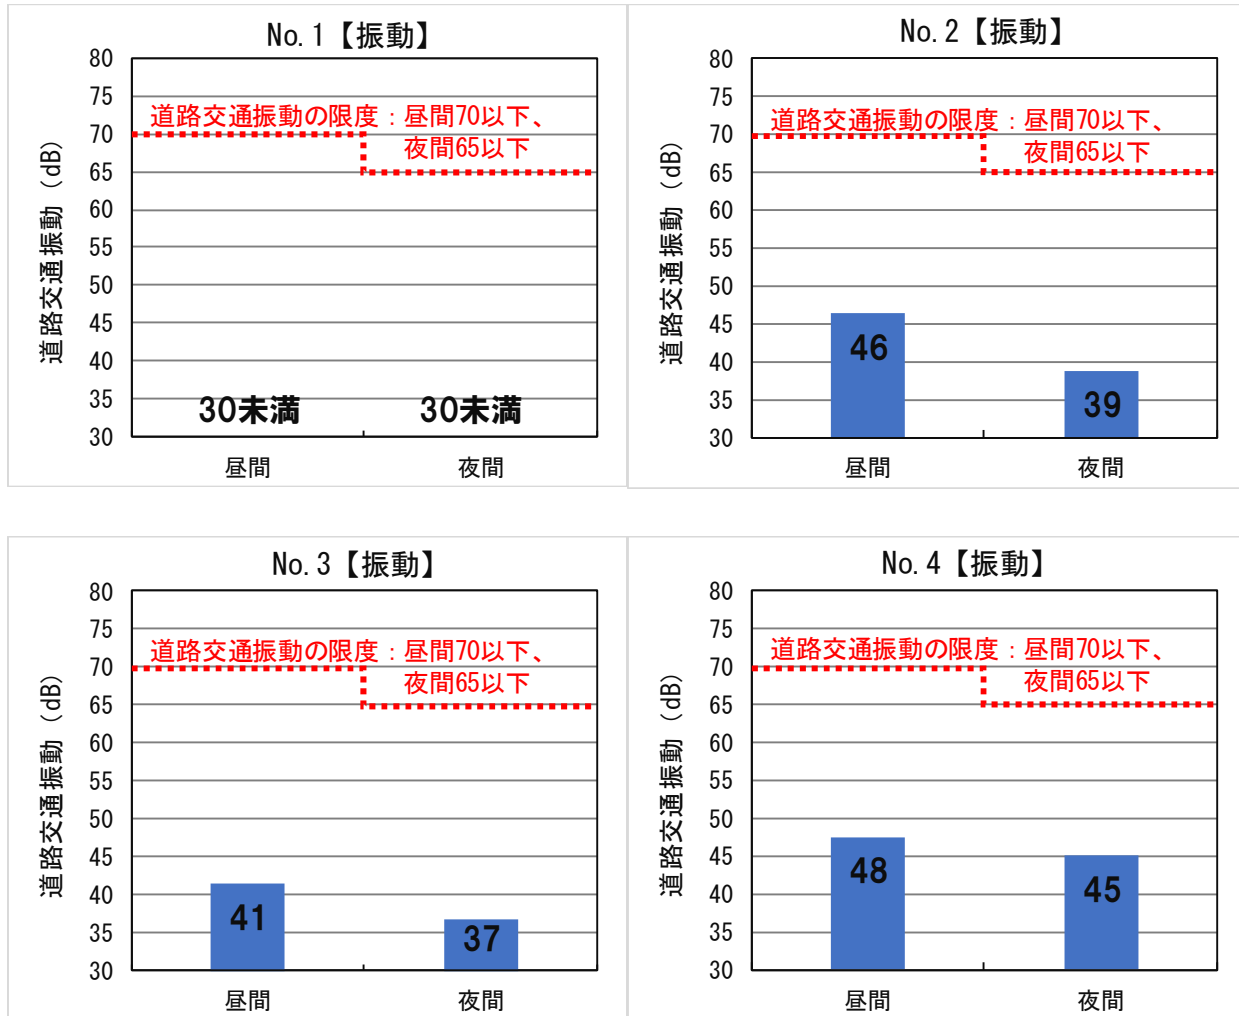 No.1【振動】
道路交通振動（dB）
80
75
70
65
60
55
50
45
40
35
30
道路交通振動の限度：昼間70以下、
夜間65以下
30未満
30未満
昼間
夜間
No.2【振動】
道路交通振動（dB）
80
75
70
65
60
55
50
45
40
35
30
道路交通振動の限度：昼間70以下、
夜間65以下
46
39
昼間
夜間
No.3【振動】
道路交通振動（dB）
80
75
70
65
60
55
50
45
40
35
30
道路交通振動の限度：昼間70以下、
夜間65以下
41
37
昼間
夜間
No.4【振動】
道路交通振動（dB）
80
75
70
65
60
55
50
45
40
35
30
道路交通振動の限度：昼間70以下、
夜間65以下
48
45
昼間
夜間